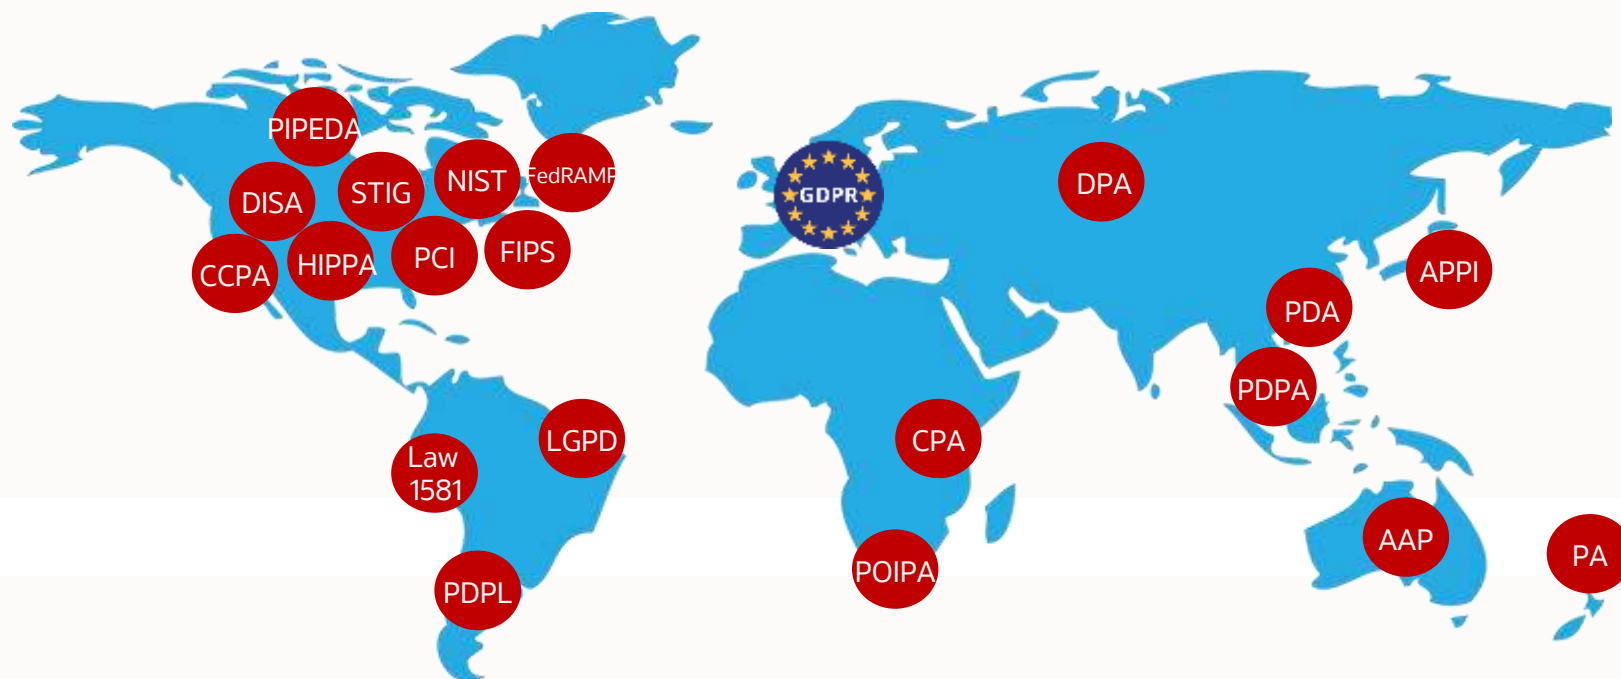 PIPEDA
DISA
STIG
NIST
FedRAMP
CCPA
HIPPA
PCI
FIPS
GDPR
DPA
APPI
PDA
PDPA
LGPD
Law
1581
CPA
PDPL
POIPA
AAP
PA